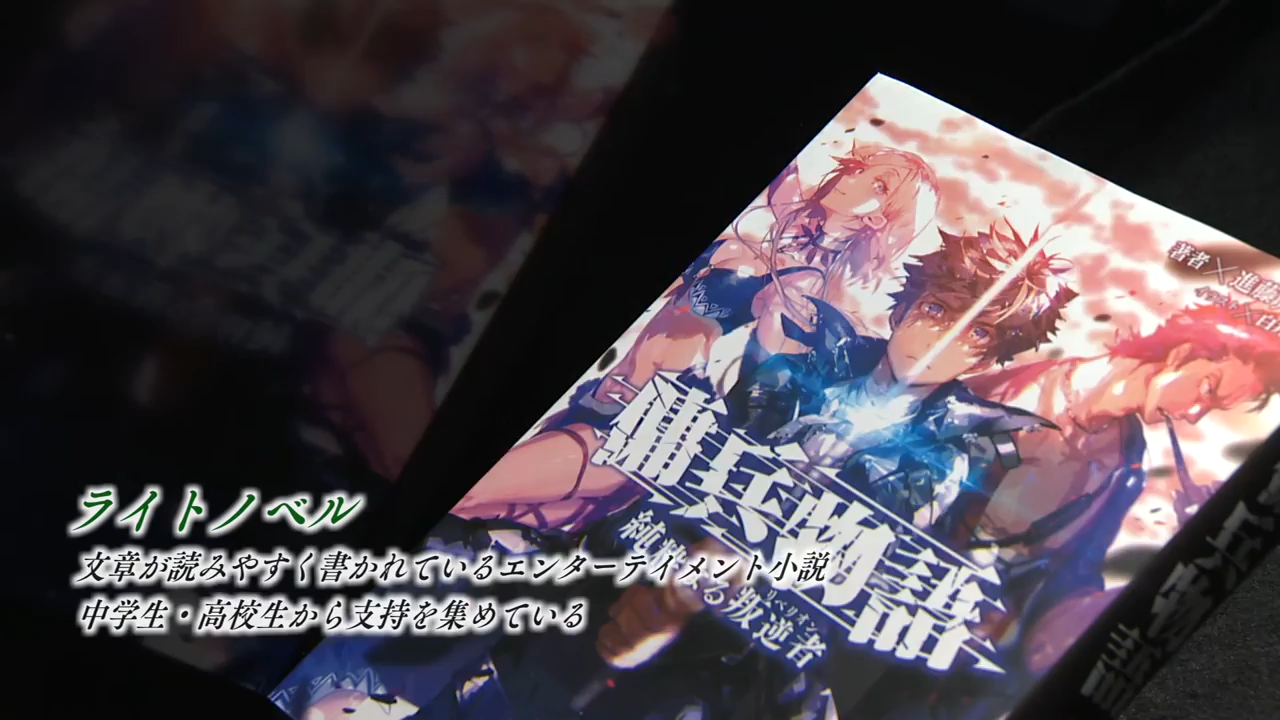 著者╳進藤
傭兵物語
純粋なる叛逆者
リベリオン
ライトノベル
文章が読みやすく書かれているエンターテイメント小説
中学生・高校生から支持を集めている